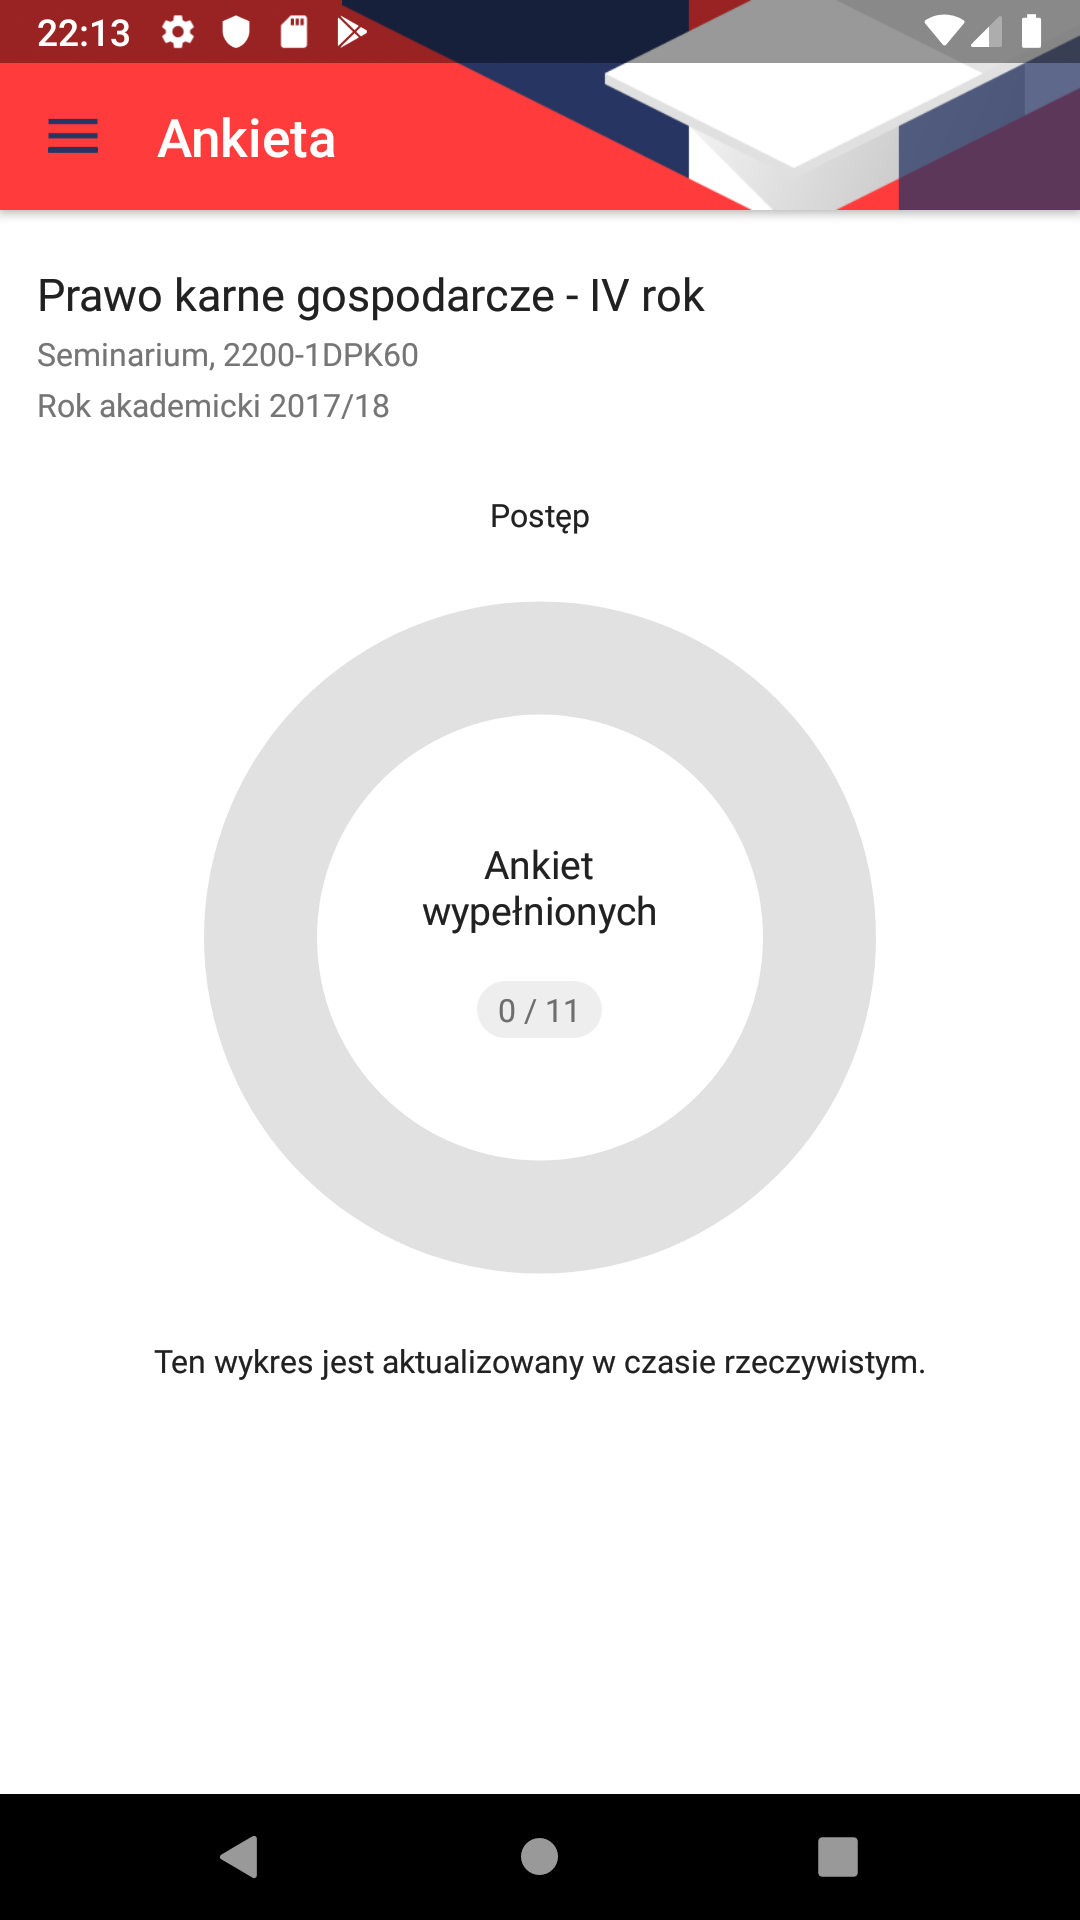 22:13
Ankieta
Prawo karne gospodarcze - IV rok
Seminarium, 2200-1DPK60
Rok akademicki 2017/18
Postęp
Ankiet
wypełnionych
0 / 11
Ten wykres jest aktualizowany w czasie rzeczywistym.